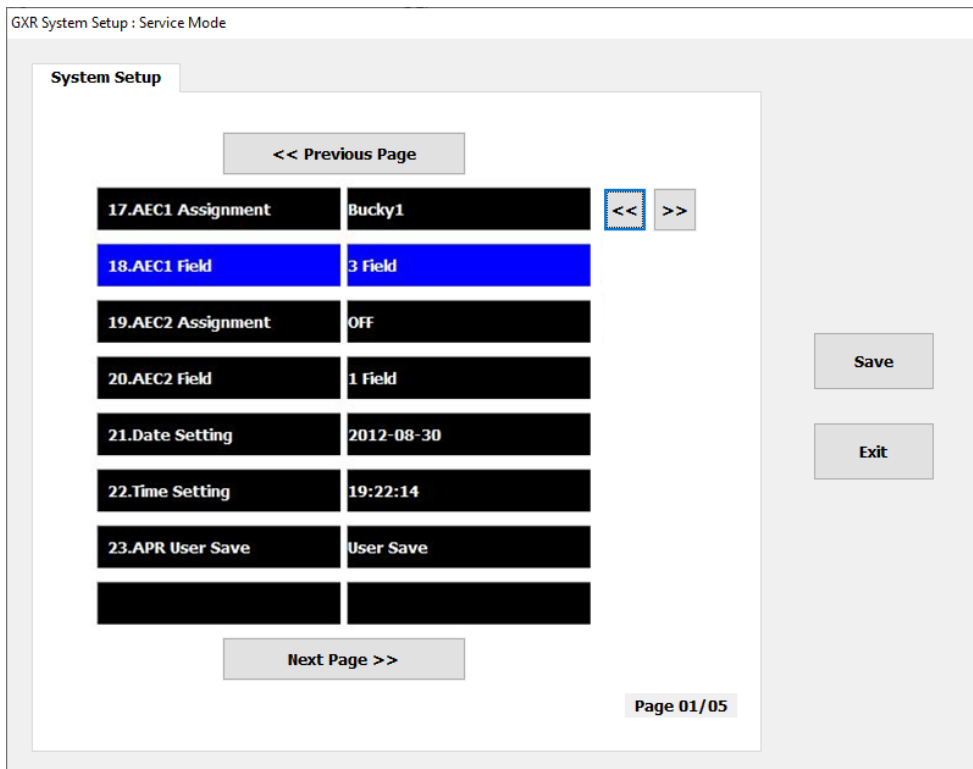 GXR System Setup : Service Mode
System Setup
<< Previous Page
17.AEC1 Assignment Bucky1 << >>
18.AEC1 Field 3 Field
19.AEC2 Assignment OFF
20.AEC2 Field 1 Field
Save
21.Date Setting 2012-08-30
Exit
22.Time Setting 19:22:14
23.APR User Save User Save
Next Page >>
Page 01/05